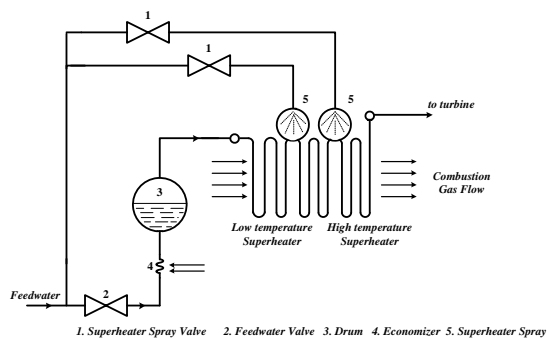 1
1
5 5
to turbine
3
Combustion
Gas Flow
Low temperature
Superheater
High temperature
Superheater
4
Feedwater
2
1. Superheater Spray Valve 2. Feedwater Valve 3. Drum 4. Economizer 5. Superheater Spray